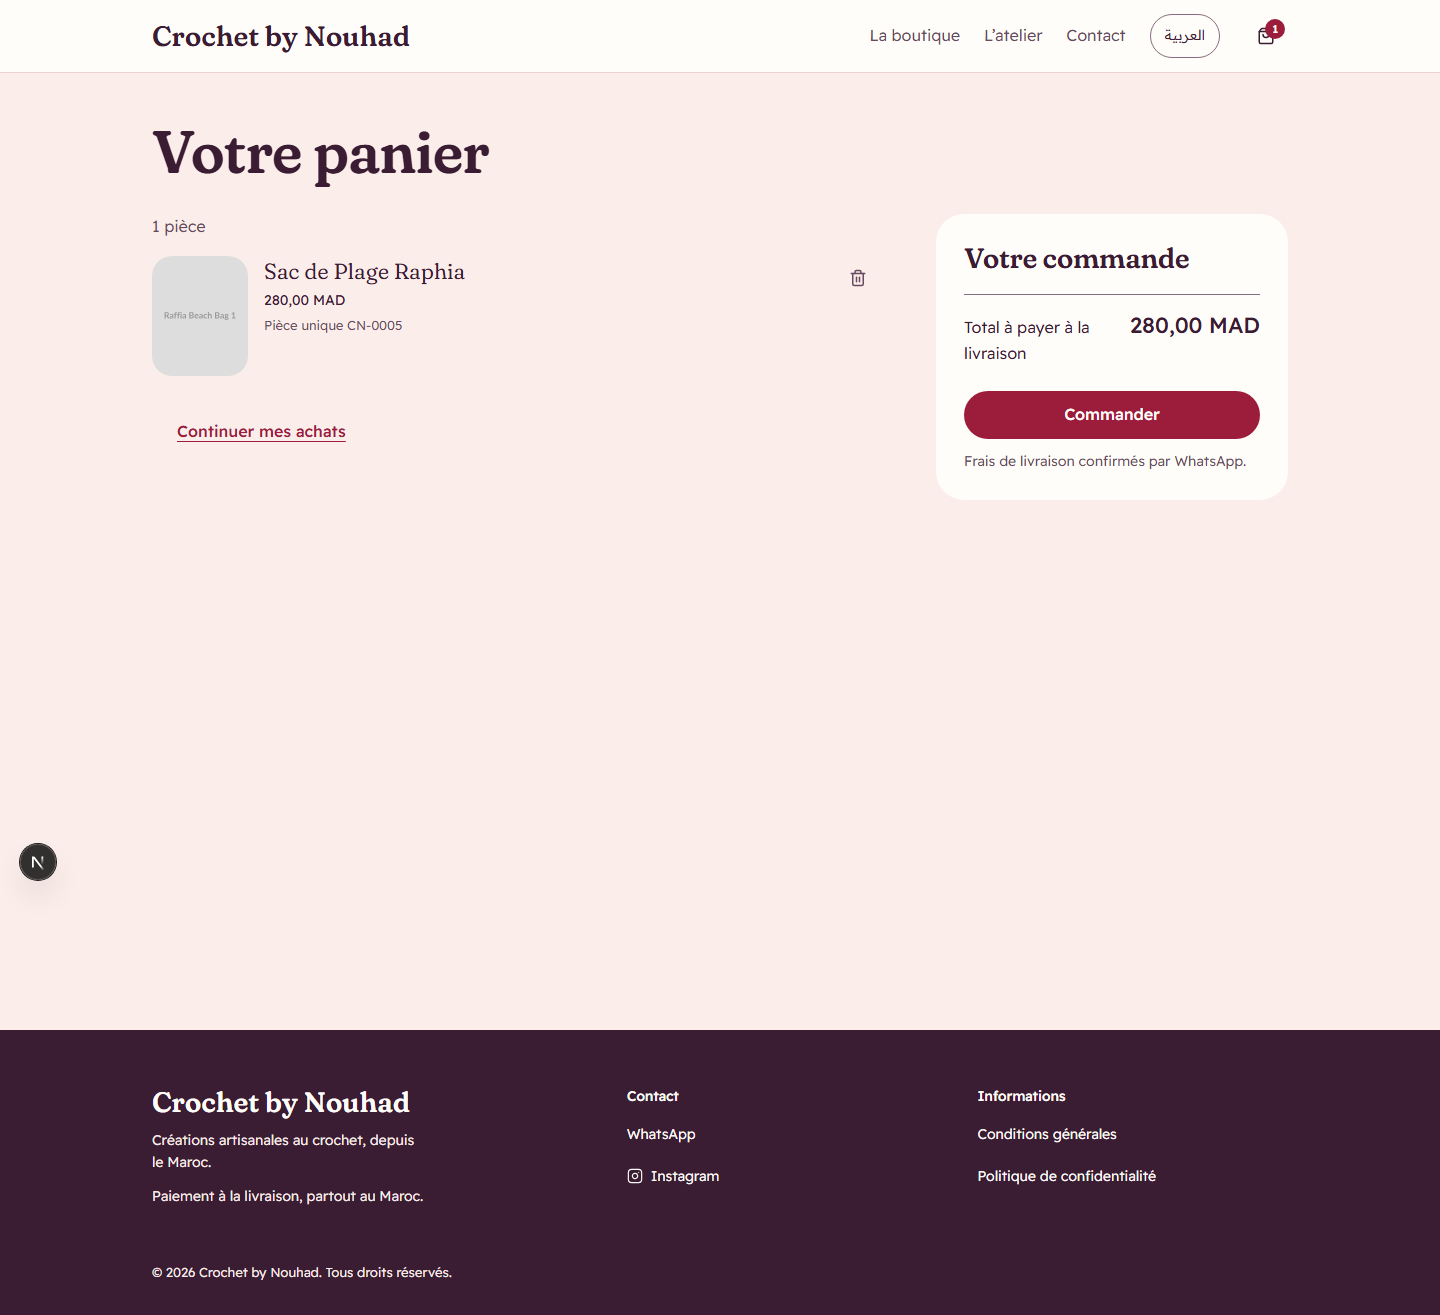 Crochet by Nouhad
La boutique
L’atelier
Contact
العربية
1
Votre panier
1 pièce
Raffia Beach Bag 1
Sac de Plage Raphia
280,00 MAD
Pièce unique CN-0005
Continuer mes achats
Votre commande
Total à payer à la
livraison
280,00 MAD
Commander
Frais de livraison confirmés par WhatsApp.
N
Crochet by Nouhad
Créations artisanales au crochet, depuis
le Maroc.
Paiement à la livraison, partout au Maroc.
Contact
WhatsApp
Instagram
Informations
Conditions générales
Politique de confidentialité
© 2026 Crochet by Nouhad. Tous droits réservés.